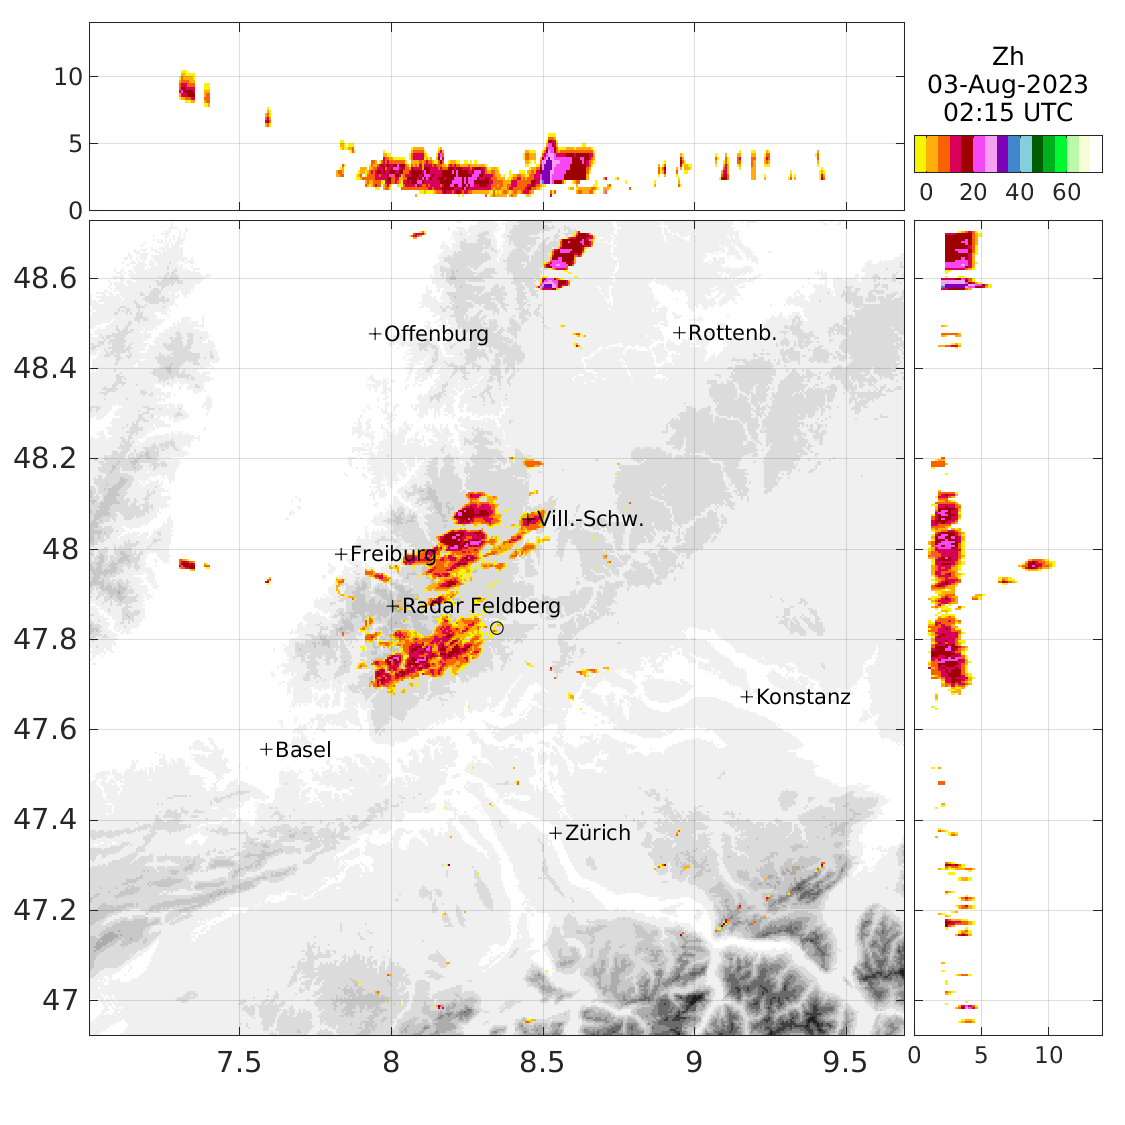 10
5
0
Zh
03-Aug-2023
02:15 UTC
0 20 40 60
48.6
48.4
48.2
48
47.8
47.6
47.4
47.2
47
+Offenburg
+Rottenb.
+Vill.-Schw.
+Freiburg
+Radar Feldberg
+Konstanz
+Basel
+Zürich
7.5 8 8.5 9 9.5
0 5 10